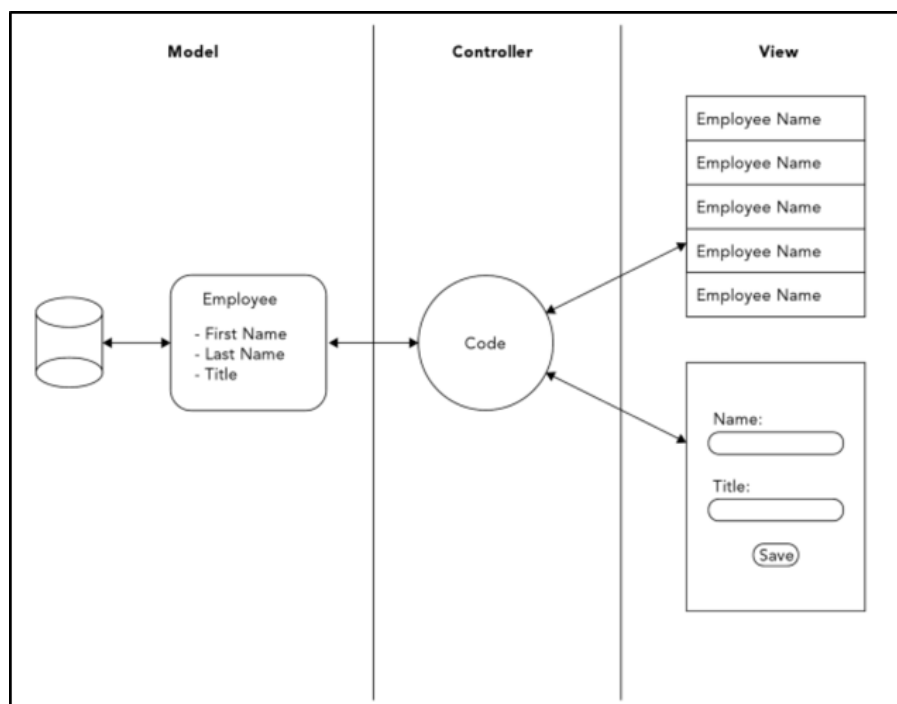 Model
Controller
View
Employee Name
Employee Name
Employee Name
Employee Name
Employee Name
Employee
- First Name
- Last Name
- Title
Code
Name:
Title:
Save